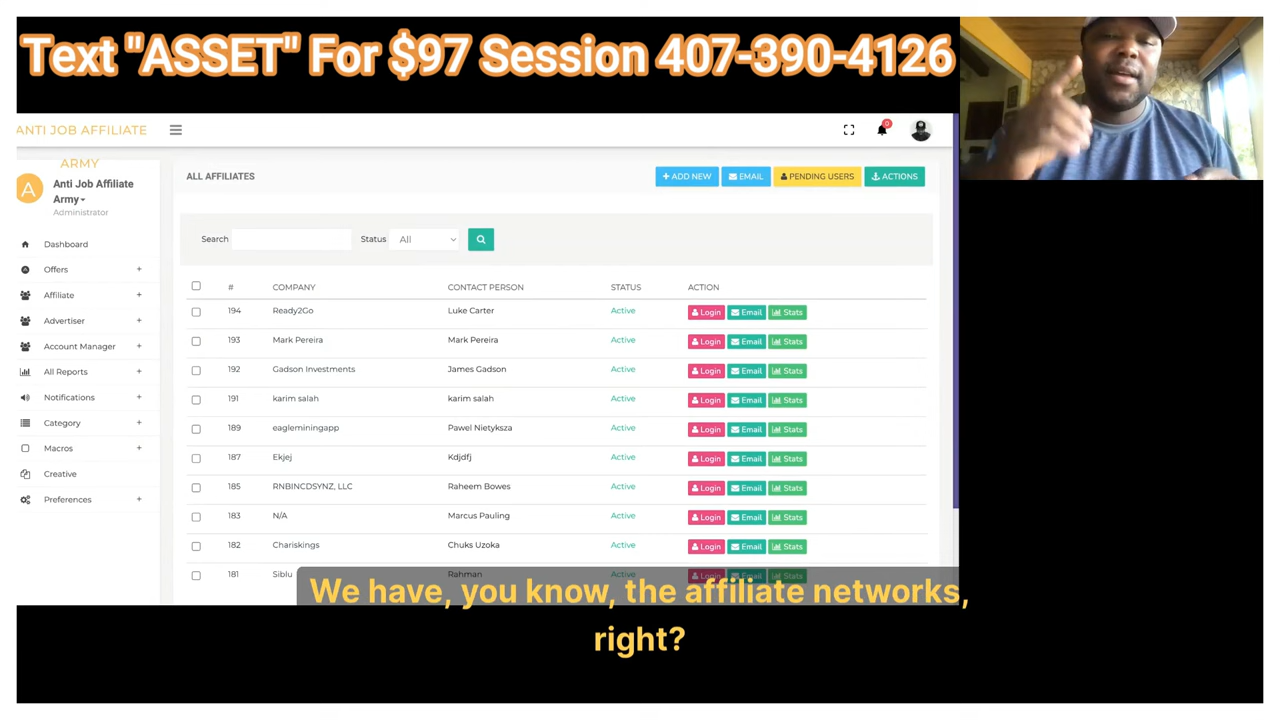 Text "ASSET" For $97 Session 407-390-4126
ANTI JOB AFFILIATE
ARMY
0
A
Anti Job Affiliate
Army
Administrator
Dashboard
Offers +
Affiliate +
Advertiser +
Account Manager +
All Reports +
Notifications +
Category +
Macros +
Creative
Preferences +
ALL AFFILIATES
+ ADD NEW EMAIL PENDING USERS ACTIONS
Search Status All
# COMPANY CONTACT PERSON STATUS ACTION
194 Ready2Go Luke Carter Active Login Email Stats
193 Mark Pereira Mark Pereira Active Login Email Stats
192 Gadson Investments James Gadson Active Login Email Stats
191 karim salah karim salah Active Login Email Stats
189 eagleminingapp Pawel Nietyksza Active Login Email Stats
187 Ekjej Kdjdfj Active Login Email Stats
185 RNBINCDSYNZ, LLC Raheem Bowes Active Login Email Stats
183 N/A Marcus Pauling Active Login Email Stats
182 Chariskings Chuks Uzoka Active Login Email Stats
181 Siblu Rahman Active Login Email Stats
We have, you know, the affiliate networks,
right?